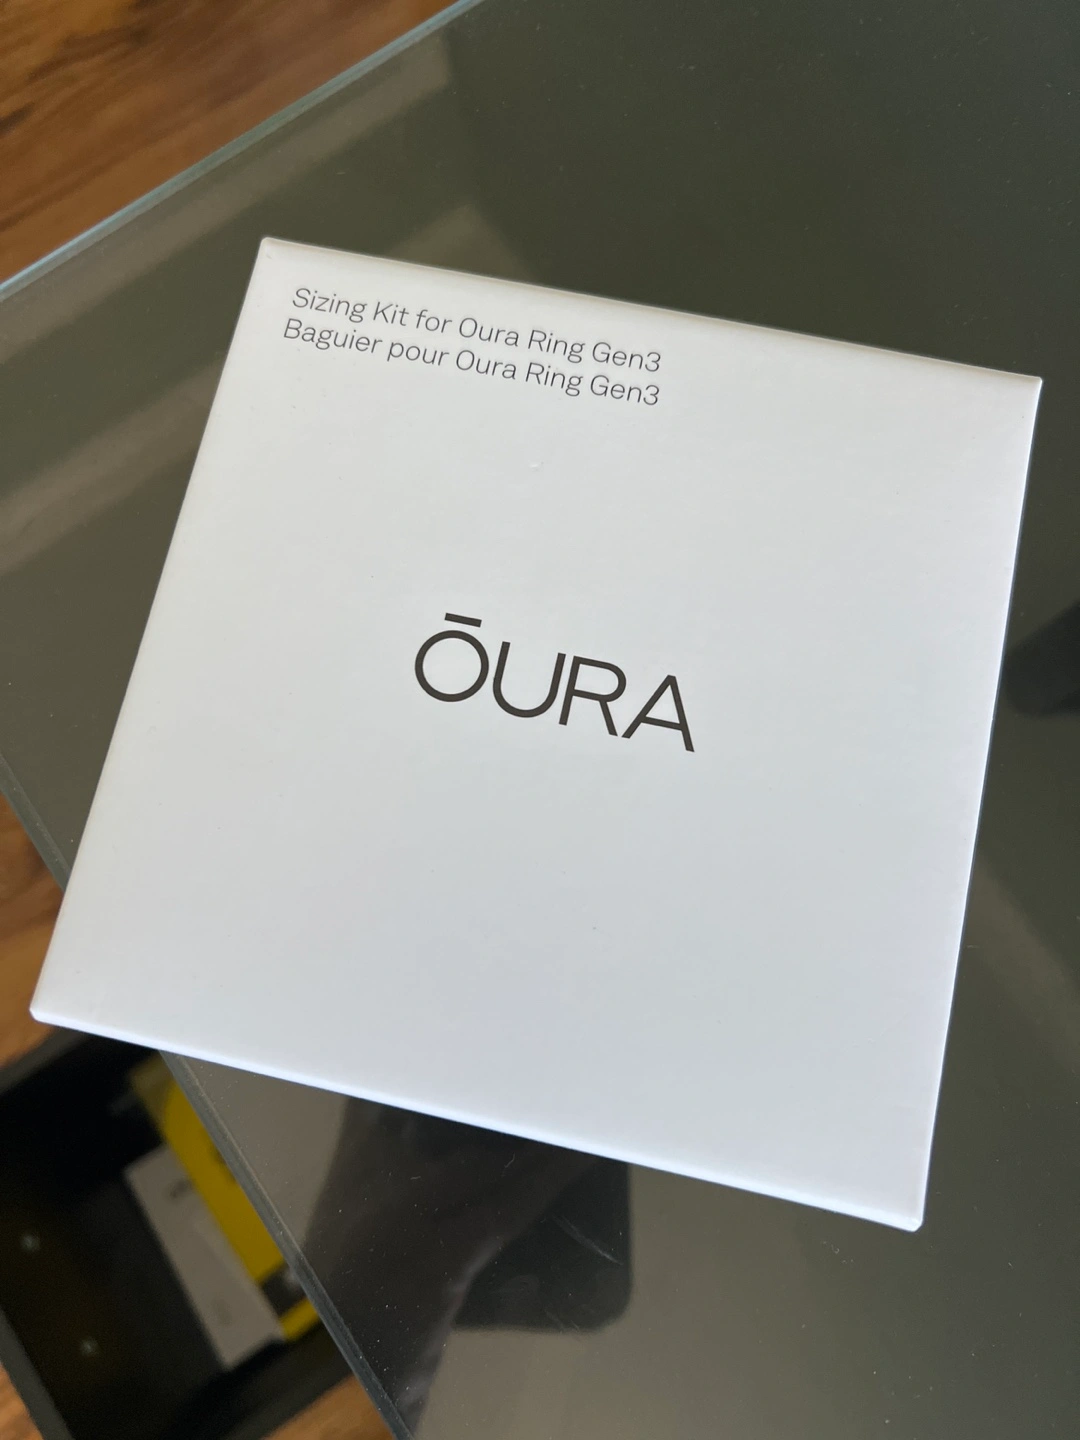 Sizing Kit for Oura Ring Gen3
Baguier pour Oura Ring Gen3
ŌURA